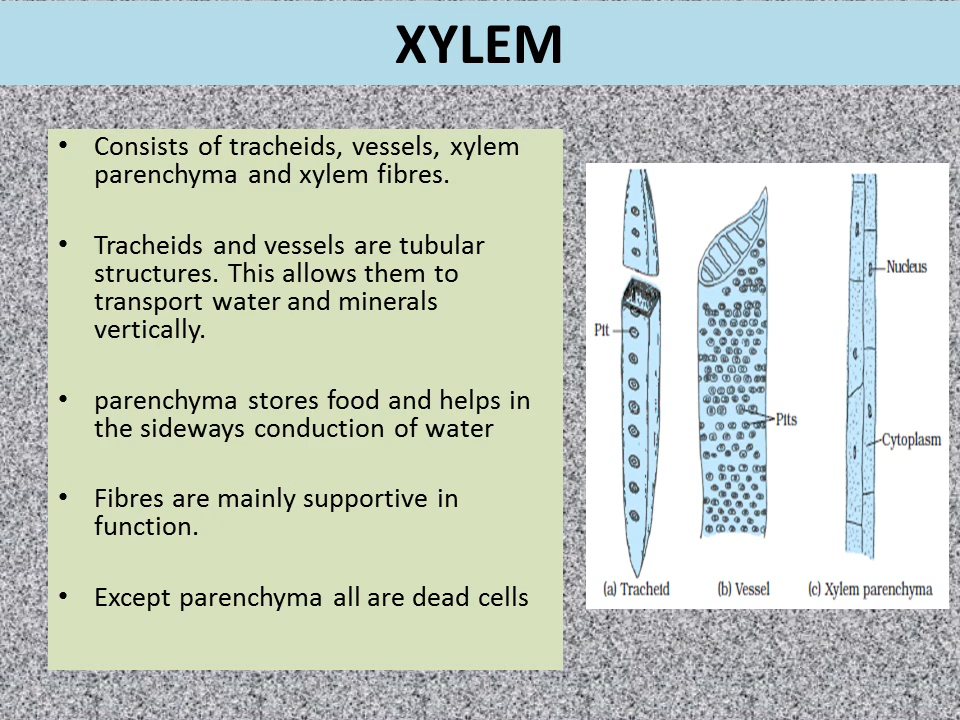 XYLEM
• Consists of tracheids, vessels, xylem
parenchyma and xylem fibres.
• Tracheids and vessels are tubular
structures. This allows them to
transport water and minerals
vertically.
• parenchyma stores food and helps in
the sideways conduction of water
• Fibres are mainly supportive in
function.
• Except parenchyma all are dead cells
Nucleus
Pit
Pits
Cytoplasm
(a) Tracheid
(b) Vessel
(c) Xylem parenchyma